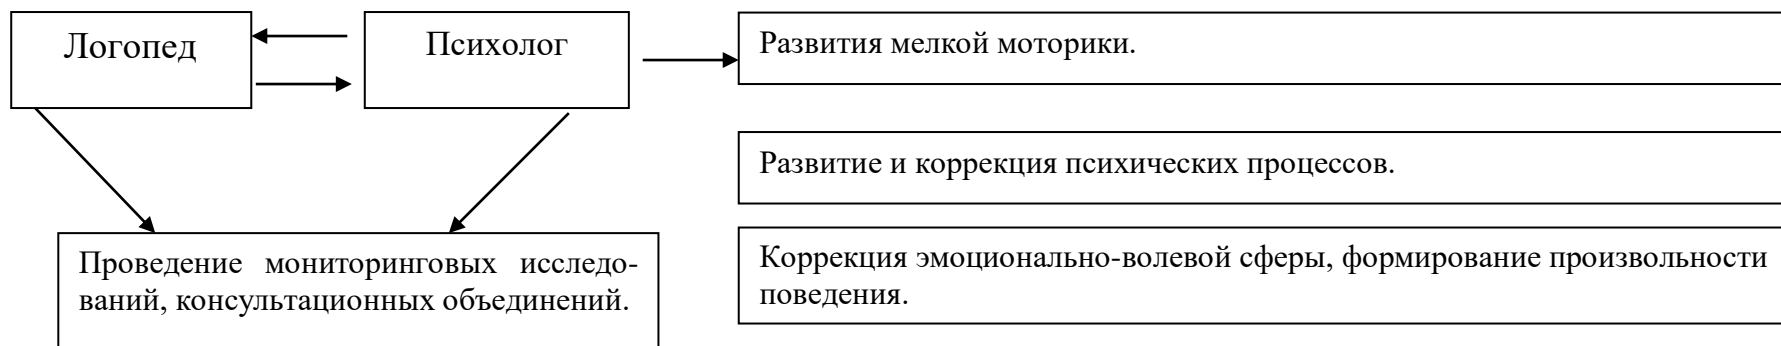 Логопед
Психолог
Развития мелкой моторики.
Развитие и коррекция психических процессов.
Проведение мониторинговых исследо-
ваний, консультационных объединений.
Коррекция эмоционально-волевой сферы, формирование произвольности
поведения.